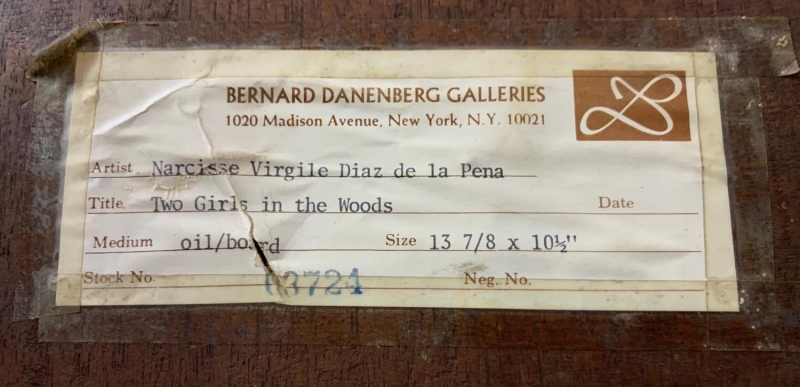 BERNARD DANENBERG GALLERIES
1020 Madison Avenue, New York, N.Y. 10021
Artist Narcisse Virgile Diaz de la Pena
Title Two Girls in the Woods Date
Medium oil/board Size 13 7/8 x 10½"
Stock No. 03724 Neg. No.